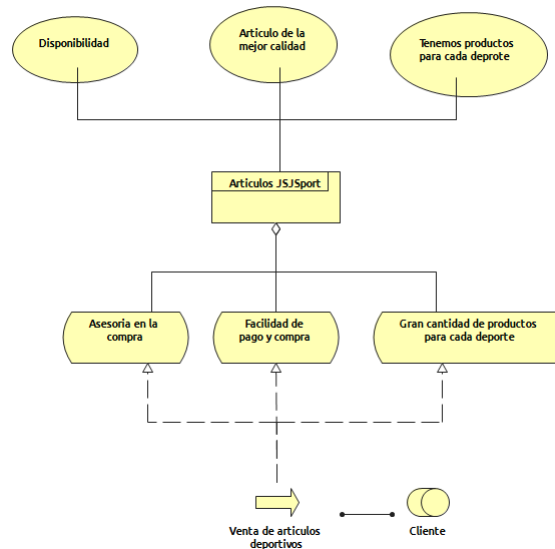 Disponibilidad
Articulo de la
mejor calidad
Tenemos productos
para cada deprote
Articulos JSJSport
Asesoria en la
compra
Facilidad de
pago y compra
Gran cantidad de productos
para cada deporte
Venta de articulos
deportivos
Cliente